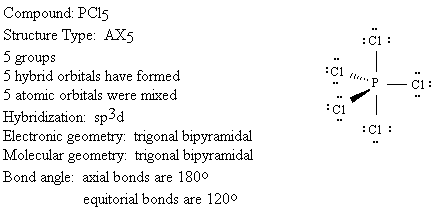 Compound: PCl5
Structure Type: AX5
5 groups
5 hybrid orbitals have formed
5 atomic orbitals were mixed
Hybridization: sp3d
Electronic geometry: trigonal bipyramidal
Molecular geometry: trigonal bipyramidal
Bond angle: axial bonds are 180º
equitorial bonds are 120º
:Cl:
:Cl
P
Cl:
:Cl
:Cl: